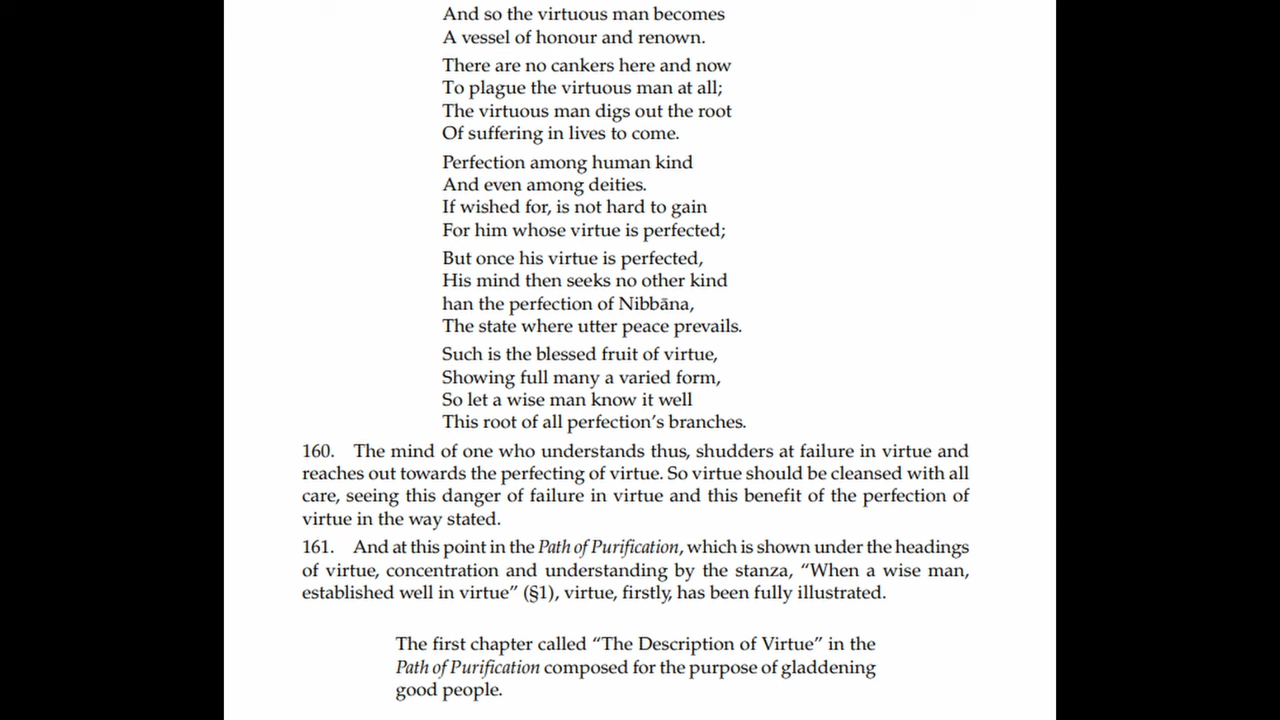 And so the virtuous man becomes
A vessel of honour and renown.
There are no cankers here and now
To plague the virtuous man at all;
The virtuous man digs out the root
Of suffering in lives to come.
Perfection among human kind
And even among deities.
If wished for, is not hard to gain
For him whose virtue is perfected;
But once his virtue is perfected,
His mind then seeks no other kind
han the perfection of Nibbāna,
The state where utter peace prevails.
Such is the blessed fruit of virtue,
Showing full many a varied form,
So let a wise man know it well
This root of all perfection’s branches.
160. The mind of one who understands thus, shudders at failure in virtue and
reaches out towards the perfecting of virtue. So virtue should be cleansed with all
care, seeing this danger of failure in virtue and this benefit of the perfection of
virtue in the way stated.
161. And at this point in the Path of Purification, which is shown under the headings
of virtue, concentration and understanding by the stanza, “When a wise man,
established well in virtue” (§1), virtue, firstly, has been fully illustrated.
The first chapter called “The Description of Virtue” in the
Path of Purification composed for the purpose of gladdening
good people.